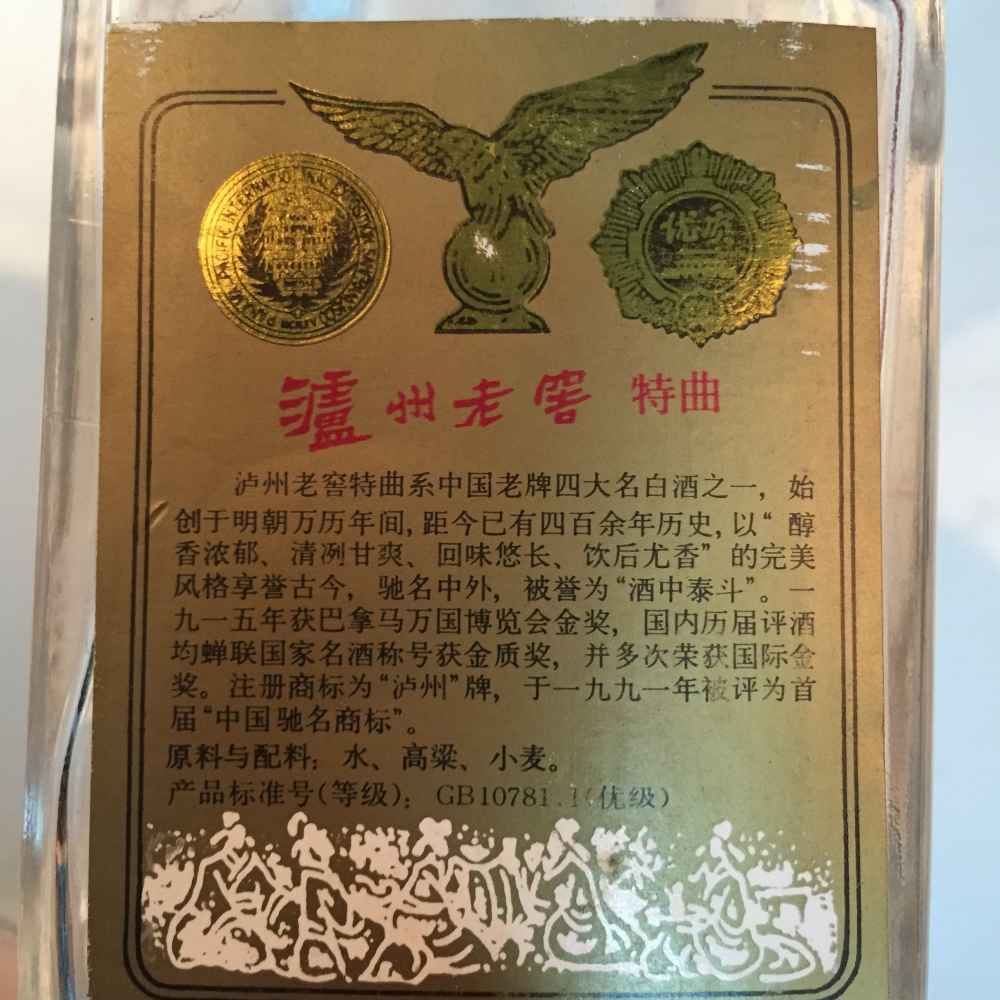 优质
泸州老窖 特曲
泸州老窖特曲系中国老牌四大名白酒之一，始
创于明朝万历年间，距今已有四百余年历史，以“醇
香浓郁、清冽甘爽、回味悠长、饮后尤香”的完美
风格享誉古今，驰名中外，被誉为“酒中泰斗”。一
九一五年获巴拿马万国博览会金奖，国内历届评酒
均蝉联国家名酒称号获金质奖，并多次荣获国际金
奖。注册商标为“泸州”牌，于一九九一年被评为首
届“中国驰名商标”。
原料与配料：水、高粱、小麦。
产品标准号(等级)：GB10781.1(优级)